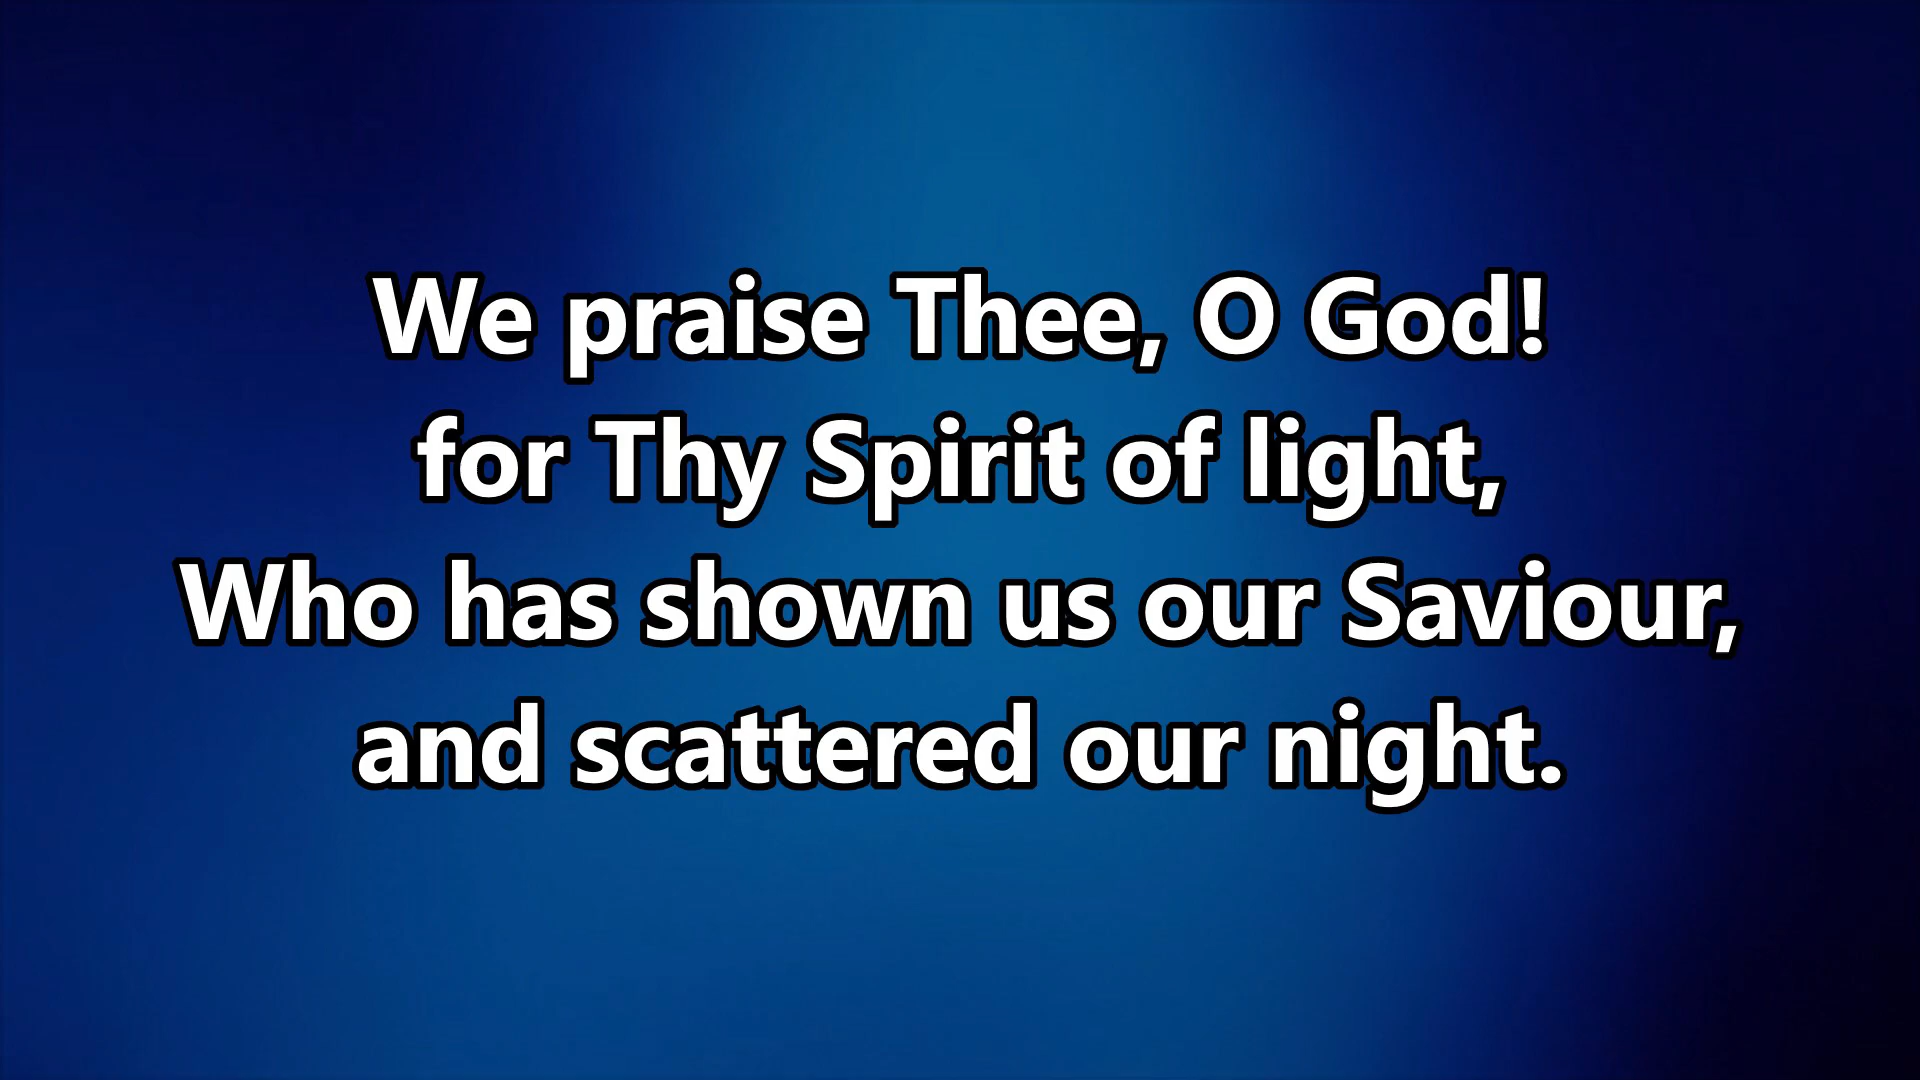 We praise Thee, O God!
for Thy Spirit of light,
Who has shown us our Saviour,
and scattered our night.